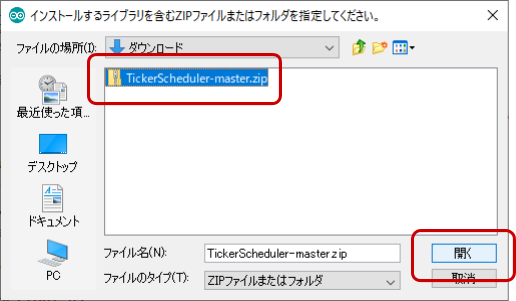 インストールするライブラリを含むZIPファイルまたはフォルダを指定してください。
ファイルの場所(I):
ダウンロード
TickerScheduler-master.zip
最近使った項...
デスクトップ
ドキュメント
PC
ファイル名(N):
TickerScheduler-master.zip
開く
ファイルのタイプ(T):
ZIPファイルまたはフォルダ
取消